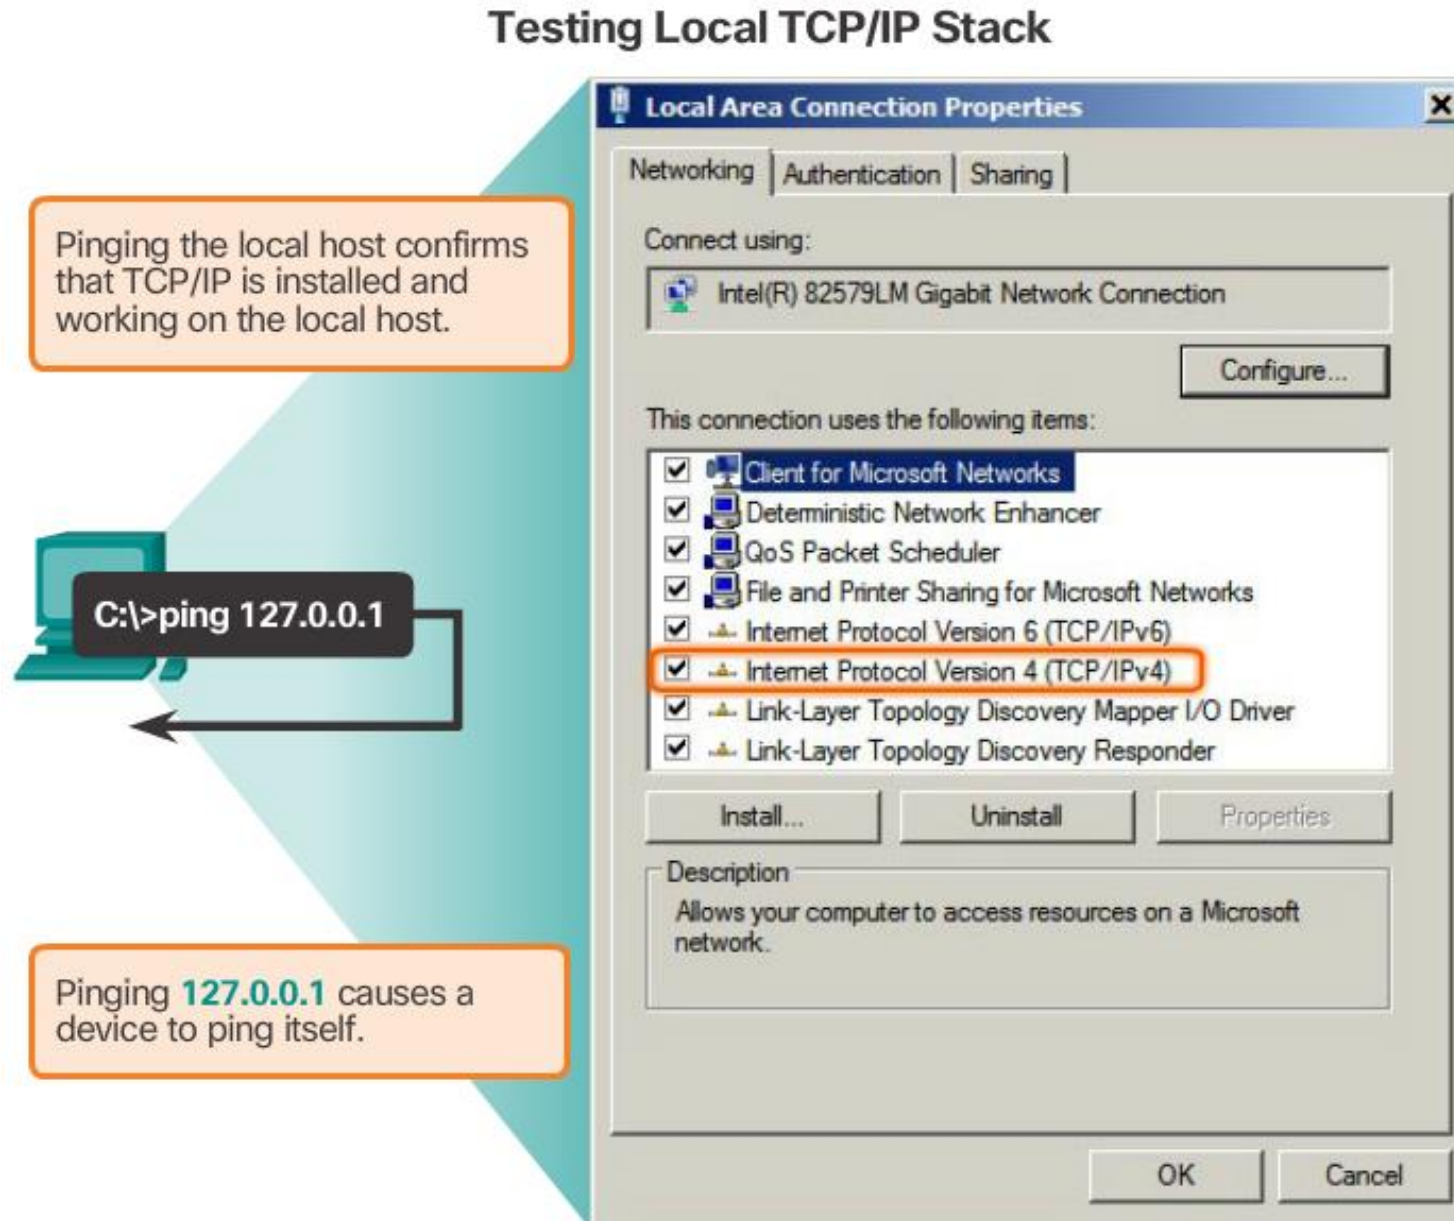 Testing Local TCP/IP Stack
Local Area Connection Properties
Networking
Authentication
Sharing
Pinging the local host confirms
that TCP/IP is installed and
working on the local host.
Connect using:
Intel(R) 82579LM Gigabit Network Connection
Configure...
This connection uses the following items:
Client for Microsoft Networks
Deterministic Network Enhancer
QoS Packet Scheduler
File and Printer Sharing for Microsoft Networks
Internet Protocol Version 6 (TCP/IPv6)
Internet Protocol Version 4 (TCP/IPv4)
Link-Layer Topology Discovery Mapper I/O Driver
Link-Layer Topology Discovery Responder
C:\>ping 127.0.0.1
Install...
Uninstall
Properties
Description
Allows your computer to access resources on a Microsoft
network.
Pinging 127.0.0.1 causes a
device to ping itself.
OK
Cancel